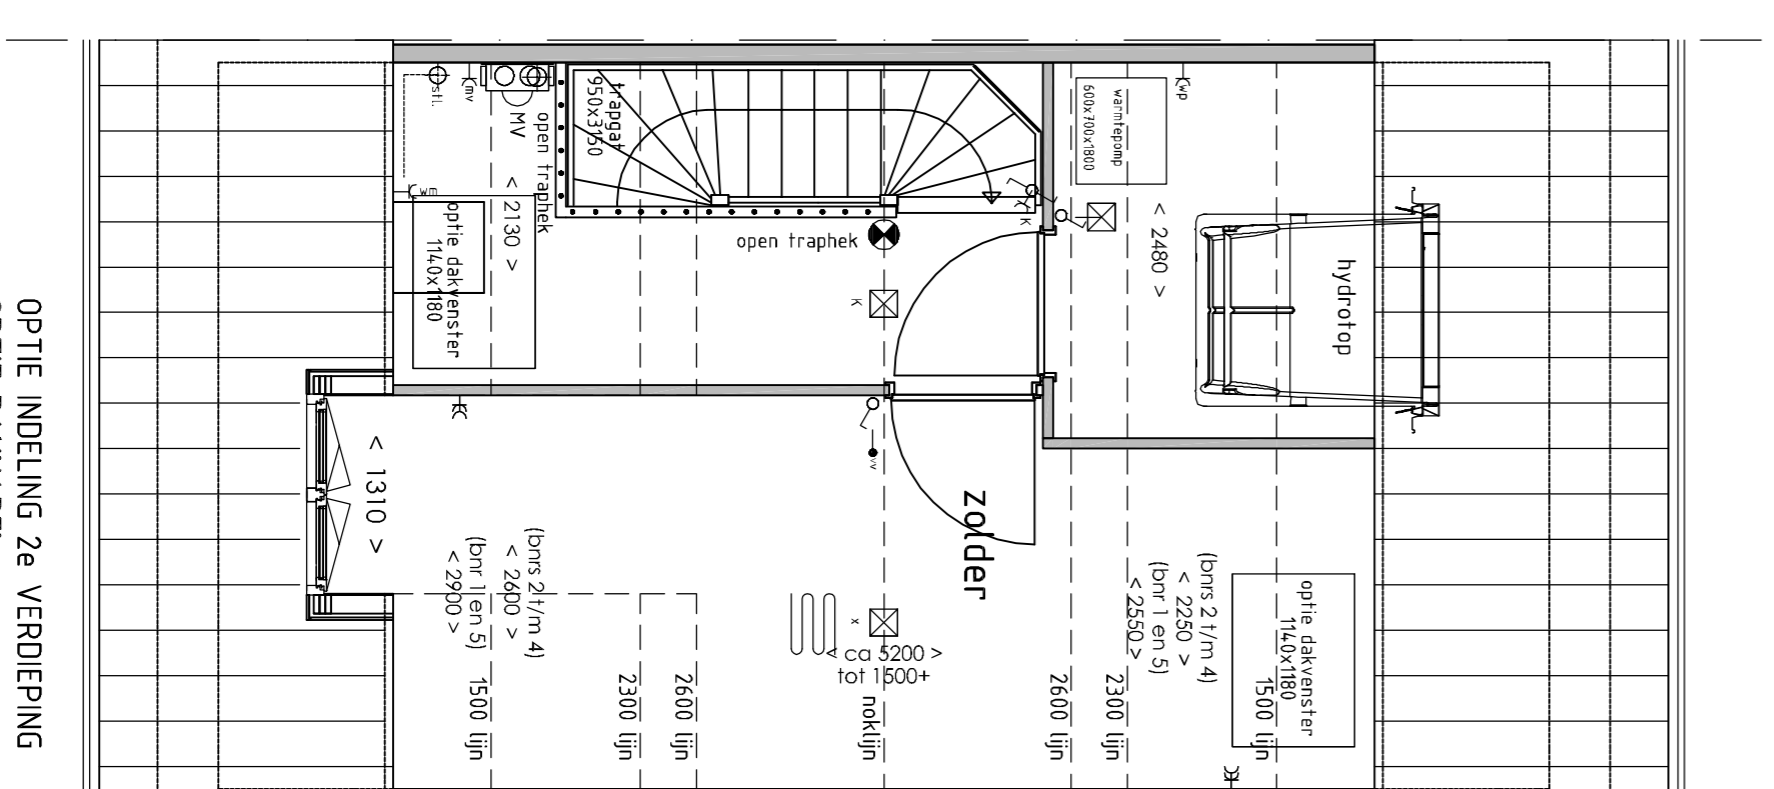 OPTIE INDELING 2e VERDIEPING
stl.
mv
MV
open traphek
< 2130 >
wm
optie dakvenster
1140x1180
trapgat
950x3150
open traphek
K
K
warmtepomp
600x700x1800
wp
< 2480 >
hydrotop
< 1310 >
vv
zolder
(bnrs 2 t/m 4)
< 2600 >
(bnr 1 en 5)
< 2900 >
x
< ca 5200 >
tot 1500+
(bnrs 2 t/m 4)
< 2250 >
(bnr 1 en 5)
< 2550 >
optie dakvenster
1140x1180
1500 lijn
2300 lijn
2600 lijn
noklijn
2600 lijn
2300 lijn
1500 lijn